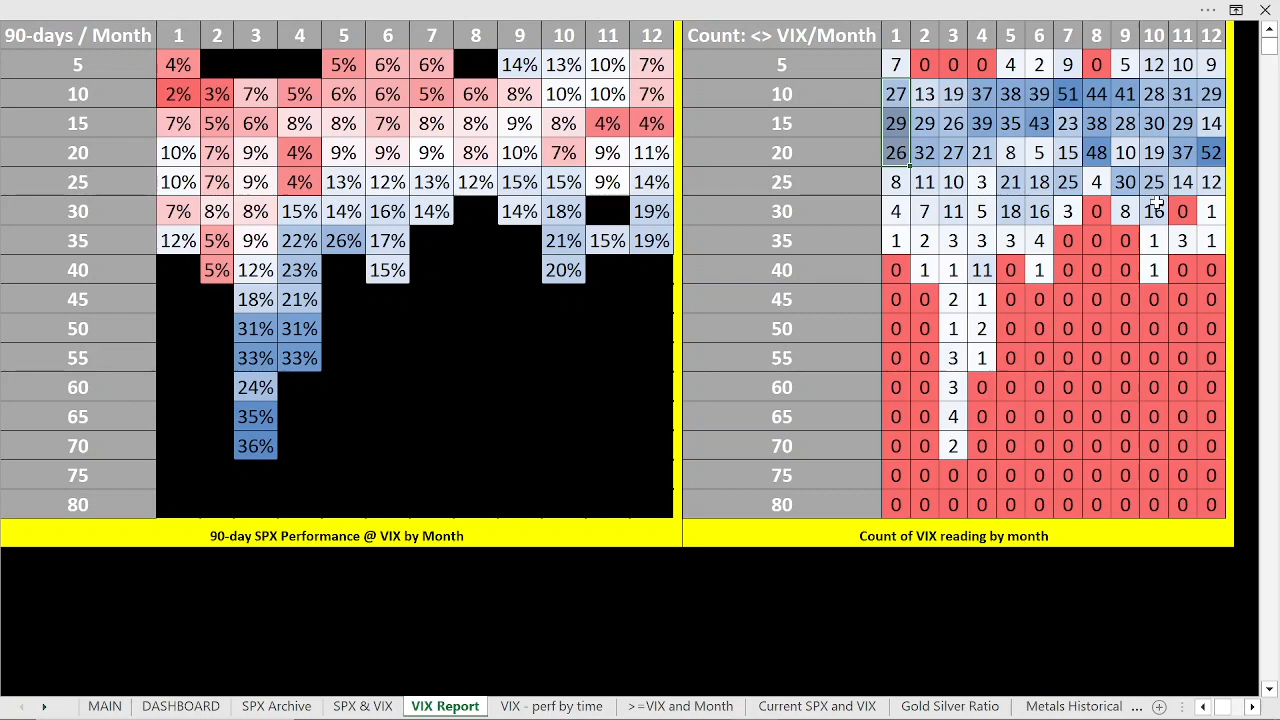 90-days / Month 1 2 3 4 5 6 7 8 9 10 11 12 Count: <> VIX/Month 1 2 3 4 5 6 7 8 9 10 11 12
5 4% 5% 6% 6% 14% 13% 10% 7% 5 7 0 0 0 4 2 9 0 5 12 10 9
10 2% 3% 7% 5% 6% 6% 5% 6% 8% 10% 10% 7% 10 27 13 19 37 38 39 51 44 41 28 31 29
15 7% 5% 6% 8% 8% 7% 8% 8% 9% 8% 4% 4% 15 29 29 26 39 35 43 23 38 28 30 29 14
20 10% 7% 9% 4% 9% 9% 9% 8% 10% 7% 9% 11% 20 26 32 27 21 8 5 15 48 10 19 37 52
25 10% 7% 9% 4% 13% 12% 13% 12% 15% 15% 9% 14% 25 8 11 10 3 21 18 25 4 30 25 14 12
30 7% 8% 8% 15% 14% 16% 14% 14% 18% 19% 30 4 7 11 5 18 16 3 0 8 16 0 1
35 12% 5% 9% 22% 26% 17% 21% 15% 19% 35 1 2 3 3 3 4 0 0 0 1 3 1
40 5% 12% 23% 15% 20% 40 0 1 1 11 0 1 0 0 0 1 0 0
45 18% 21% 45 0 0 2 1 0 0 0 0 0 0 0 0
50 31% 31% 50 0 0 1 2 0 0 0 0 0 0 0 0
55 33% 33% 55 0 0 3 1 0 0 0 0 0 0 0 0
60 24% 60 0 0 3 0 0 0 0 0 0 0 0 0
65 35% 65 0 0 4 0 0 0 0 0 0 0 0 0
70 36% 70 0 0 2 0 0 0 0 0 0 0 0 0
75 75 0 0 0 0 0 0 0 0 0 0 0 0
80 80 0 0 0 0 0 0 0 0 0 0 0 0
90-day SPX Performance @ VIX by Month Count of VIX reading by month
MAIN DASHBOARD SPX Archive SPX & VIX VIX Report VIX - perf by time >=VIX and Month Current SPX and VIX Gold Silver Ratio Metals Historical ...